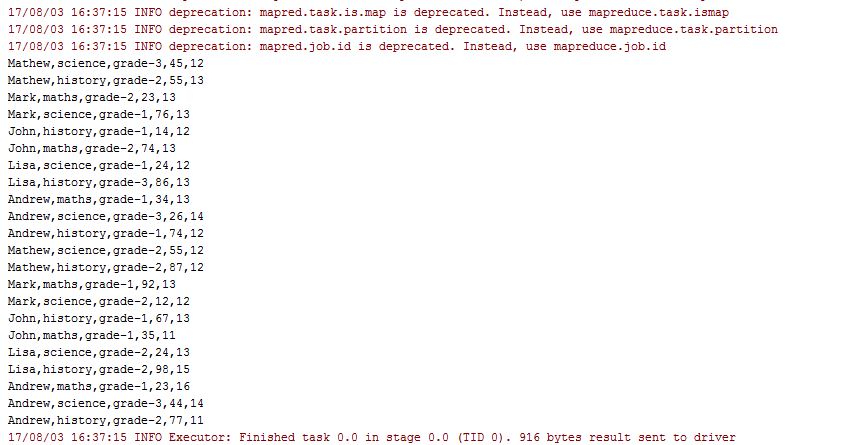 17/08/03 16:37:15 INFO deprecation: mapred.task.is.map is deprecated. Instead, use mapreduce.task.ismap
17/08/03 16:37:15 INFO deprecation: mapred.task.partition is deprecated. Instead, use mapreduce.task.partition
17/08/03 16:37:15 INFO deprecation: mapred.job.id is deprecated. Instead, use mapreduce.job.id
Mathew,science,grade-3,45,12
Mathew,history,grade-2,55,13
Mark,maths,grade-2,23,13
Mark,science,grade-1,76,13
John,history,grade-1,14,12
John,maths,grade-2,74,13
Lisa,science,grade-1,24,12
Lisa,history,grade-3,86,13
Andrew,maths,grade-1,34,13
Andrew,science,grade-3,26,14
Andrew,history,grade-1,74,12
Mathew,science,grade-2,55,12
Mathew,history,grade-2,87,12
Mark,maths,grade-1,92,13
Mark,science,grade-2,12,12
John,history,grade-1,67,13
John,maths,grade-1,35,11
Lisa,science,grade-2,24,13
Lisa,history,grade-2,98,15
Andrew,maths,grade-1,23,16
Andrew,science,grade-3,44,14
Andrew,history,grade-2,77,11
17/08/03 16:37:15 INFO Executor: Finished task 0.0 in stage 0.0 (TID 0). 916 bytes result sent to driver